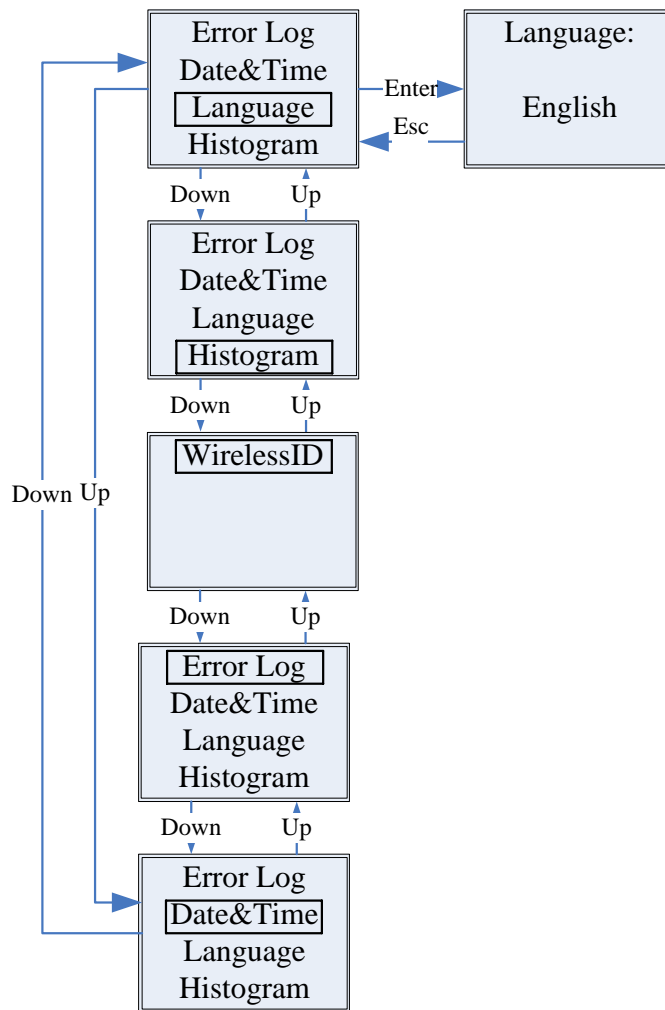 Error Log
Date&Time
Language
Histogram
Enter
Esc
Language:
English
Down
Up
Error Log
Date&Time
Language
Histogram
Down
Up
WirelessID
Down
Up
Down
Up
Error Log
Date&Time
Language
Histogram
Down
Up
Error Log
Date&Time
Language
Histogram